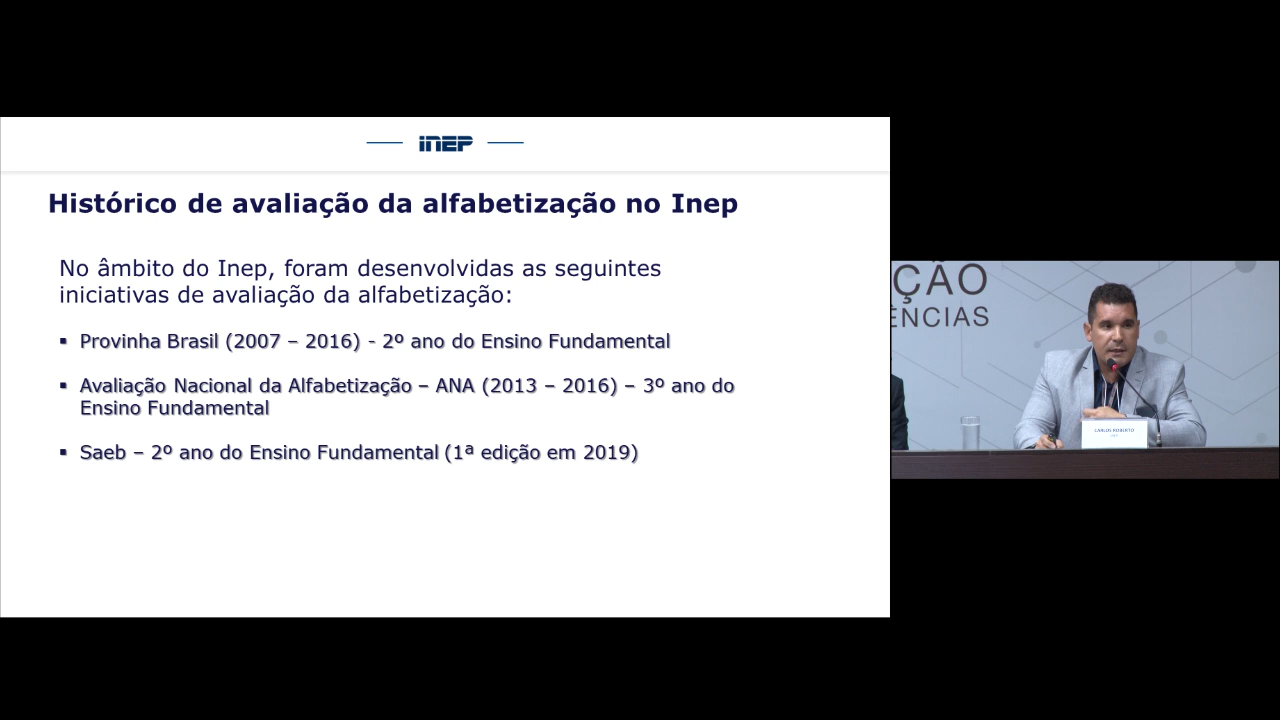 INEP
Histórico de avaliação da alfabetização no Inep
No âmbito do Inep, foram desenvolvidas as seguintes
iniciativas de avaliação da alfabetização:
▪ Provinha Brasil (2007 – 2016) - 2º ano do Ensino Fundamental
▪ Avaliação Nacional da Alfabetização – ANA (2013 – 2016) – 3º ano do
Ensino Fundamental
▪ Saeb – 2º ano do Ensino Fundamental (1ª edição em 2019)
ÇÃO
ÊNCIAS
CARLOS ROBERTO